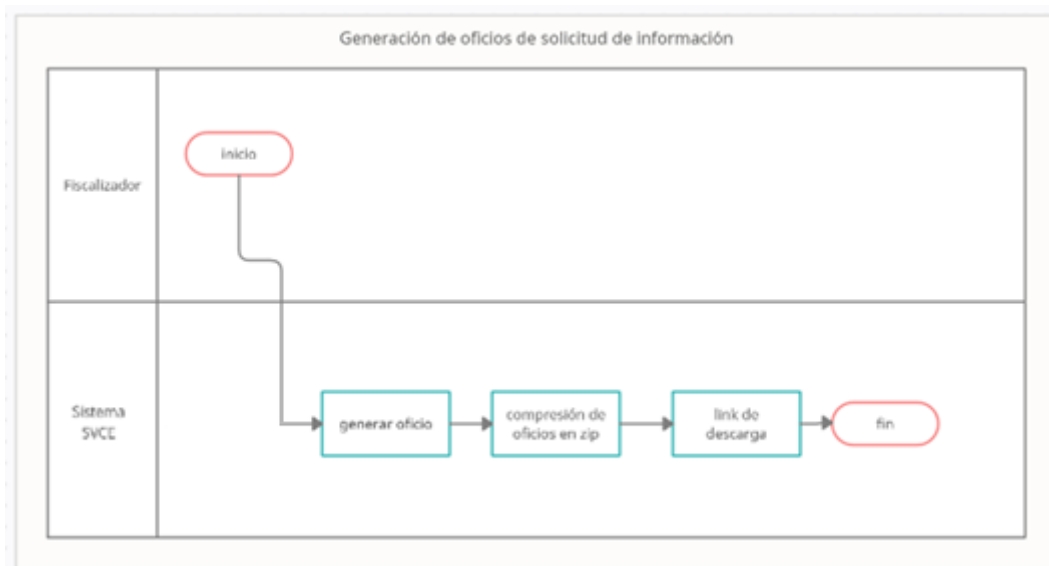 Generación de oficios de solicitud de información
Fiscalizador
inicio
Sistema
SVCE
generar oficio
compresión de
oficios en zip
link de
descarga
fin